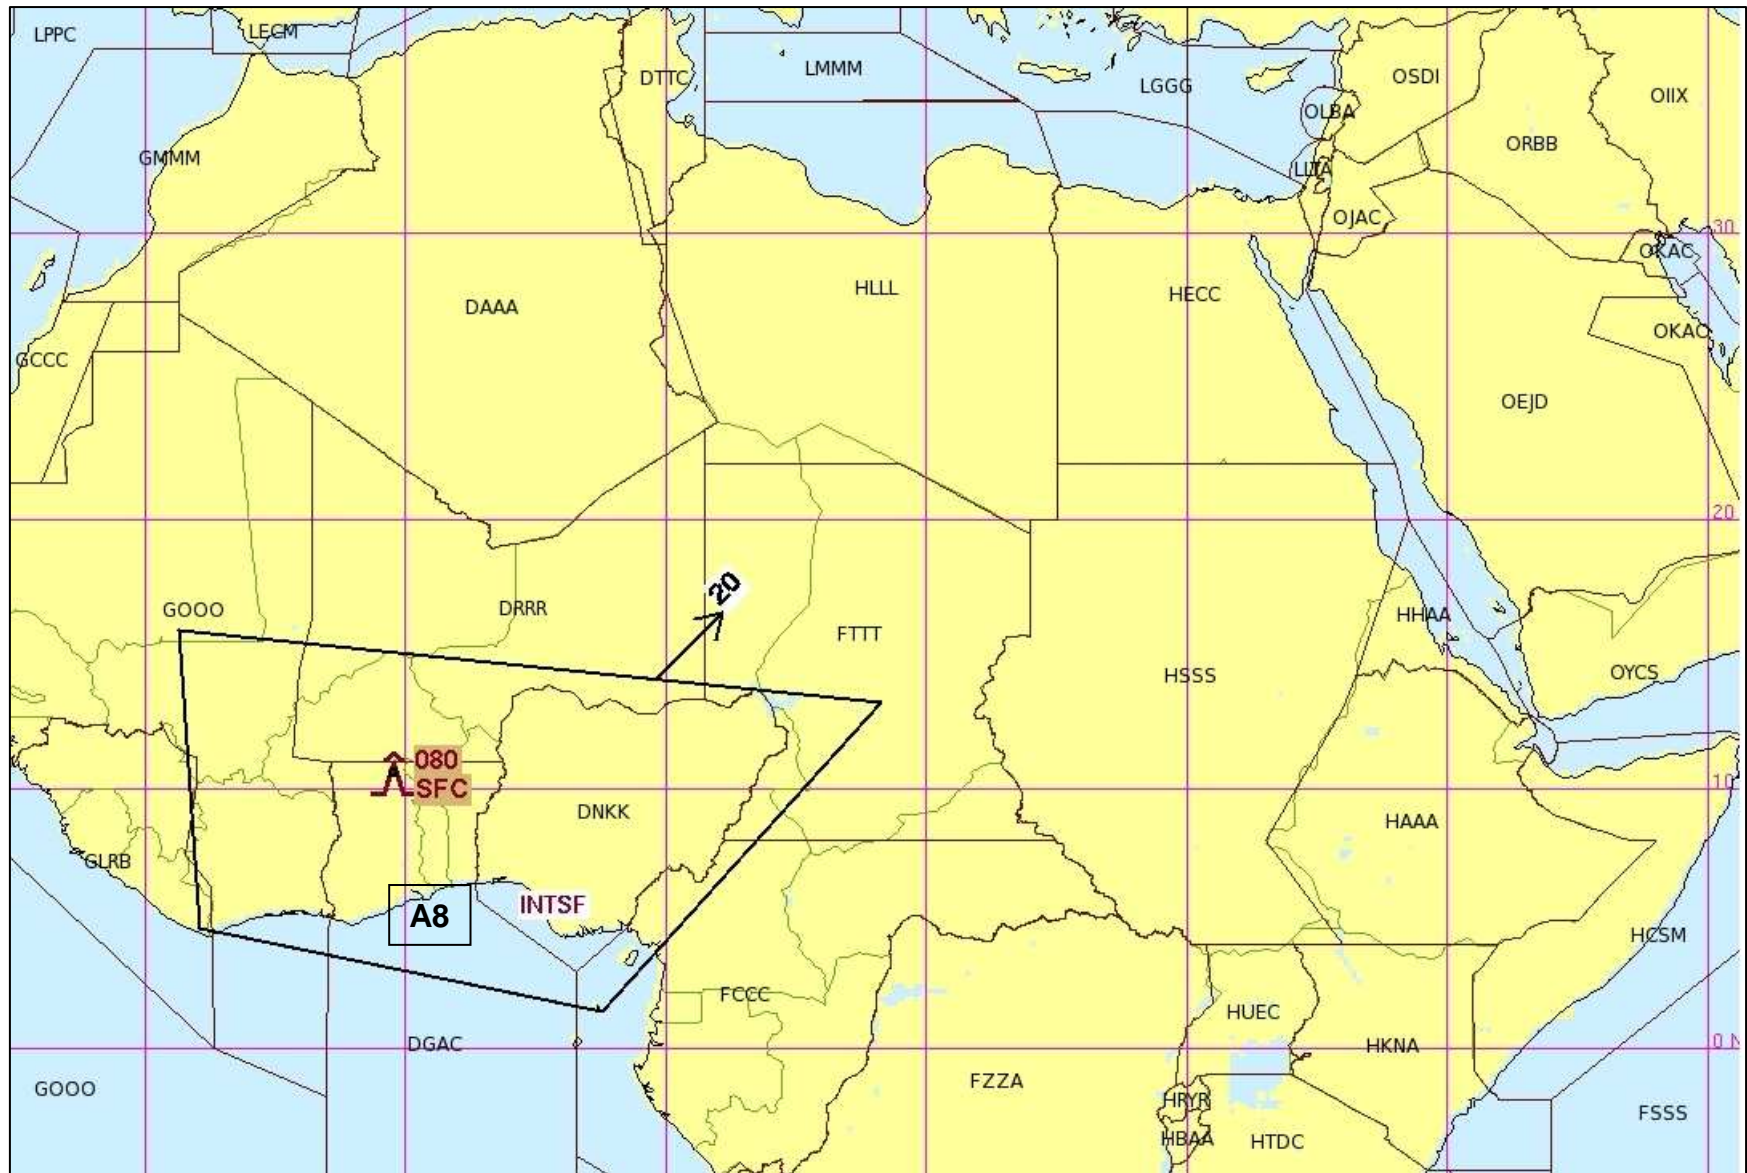 LPPC
LECM
DTTC
LMMM
LGGG
OSDI
OIIX
OLBA
ORBB
GMMM
LLTA
OJAC
30
OKAC
DAAA
HLLL
HECC
OKAC
GCCC
OEJD
20
20
GOOO
DRRR
FTTT
HHAA
HSSS
OYCS
080
SFC
10
DNKK
HAAA
GLRB
INTSF
A8
HCSM
FCCC
HUEC
DGAC
HKNA
0 N
GOOO
FZZA
HRYR
FSSS
HBAA
HTDC